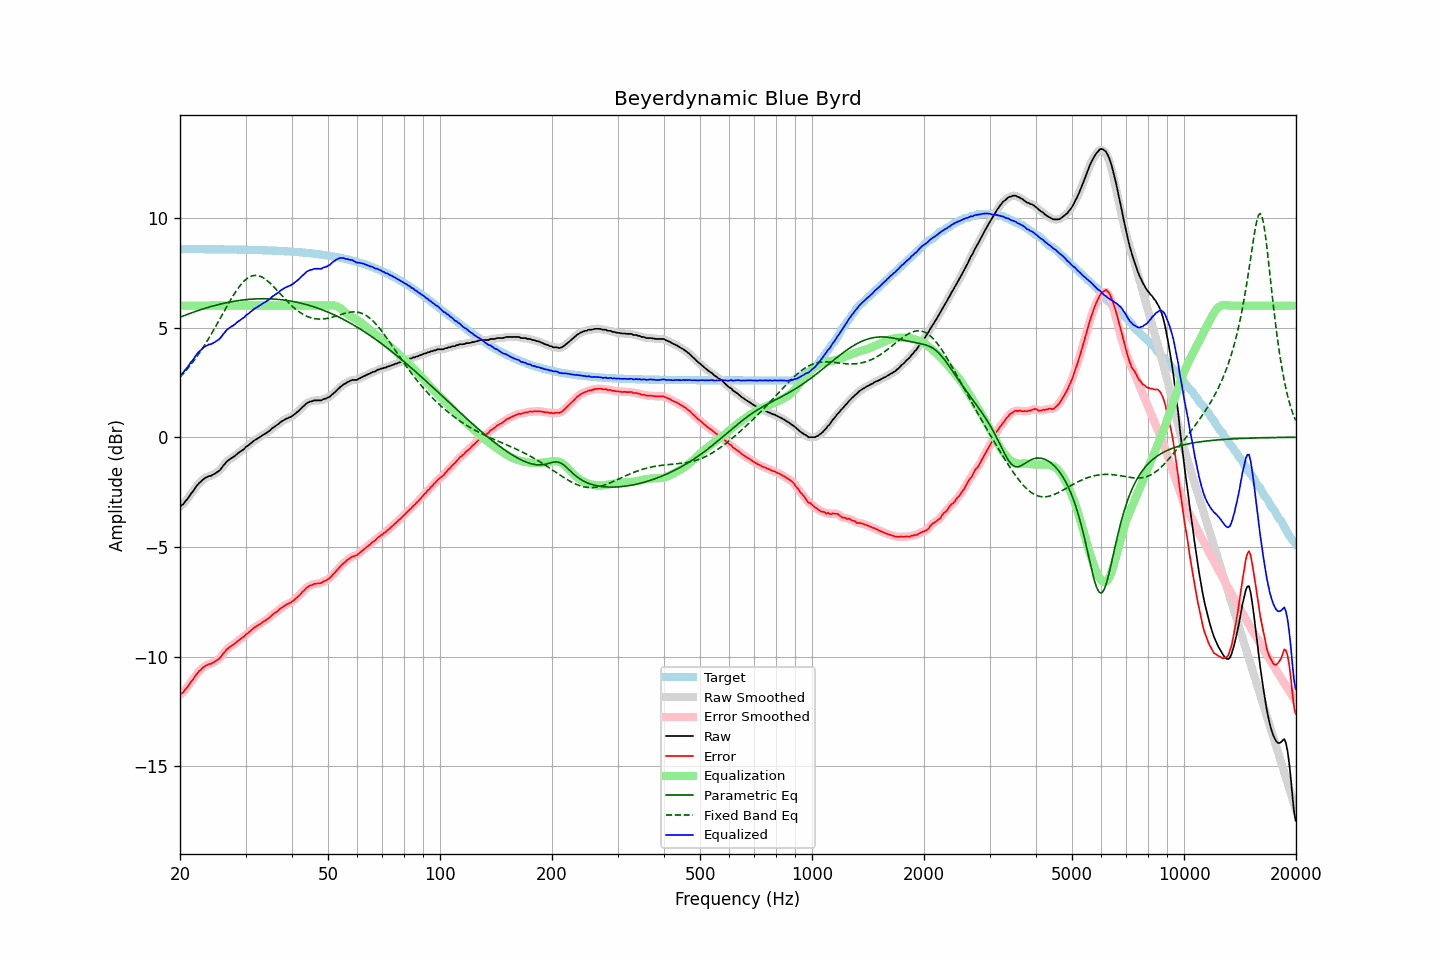 Beyerdynamic Blue Byrd
Amplitude (dBr)
10
5
0
−5
−10
−15
Target
Raw Smoothed
Error Smoothed
Raw
Error
Equalization
Parametric Eq
Fixed Band Eq
Equalized
20 50 100 200 500 1000 2000 5000 10000 20000
Frequency (Hz)